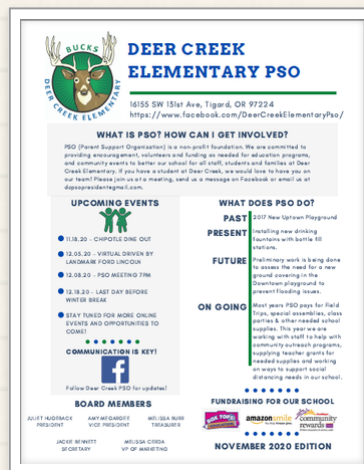 BUCKS
DEER CREEK ELEMENTARY
DEER CREEK
ELEMENTARY PSO
16155 SW 131st Ave, Tigard, OR 97224
https://www.facebook.com/DeerCreekElementaryPso/
WHAT IS PSO? HOW CAN I GET INVOLVED?
PSO (Parent Support Organization) is a non-profit foundation. We are committed to
providing encouragement, volunteers and funding as needed for education programs,
and community events to better our school for all staff, students and families at Deer
Creek Elementary. If you have a student at Deer Creek, we would love to have you on
our team! Please join us at a meeting, send us a message on Facebook or email us at
dcpsopresident@gmail.com.
UPCOMING EVENTS
11.18.20 - CHIPOTLE DINE OUT
12.05.20 - VIRTUAL DRIVEN BY
LANDMARK FORD LINCOLN
12.08.20 - PSO MEETING 7PM
12.18.20 - LAST DAY BEFORE
WINTER BREAK
STAY TUNED FOR MORE ONLINE
EVENTS AND OPPORTUNITIES TO
COME!
COMMUNICATION IS KEY!
f
Follow Deer Creek PSO for updates!
WHAT DOES PSO DO?
PAST
2017 New Uptown Playground
PRESENT
Installing new drinking
fountains with bottle fill
stations.
FUTURE
Preliminary work is being done
to assess the need for a new
ground covering in the
Downtown playground to
prevent flooding issues.
ON GOING
Most years PSO pays for Field
Trips, special assemblies, class
parties & other needed school
supplies. This year we are
working with staff to help with
community outreach programs,
supplying teacher grants for
needed supplies and working
on ways to support social
distancing needs in our school.
BOARD MEMBERS
PRESIDENT
AMY MCGARDER
VICE PRESIDENT
MELISSA BURR
TREASURER
JACKIE BENNETT
SECRETARY
MELISSA CERDA
VP OF MARKETING
FUNDRAISING FOR OUR SCHOOL
BOX TOPS
amazonsmile
community
rewards
NOVEMBER 2020 EDITION